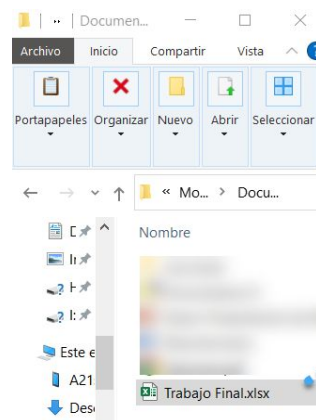 Documen...
Archivo Inicio Compartir Vista
Portapapeles Organizar Nuevo Abrir Seleccionar
« Mo... > Docu...
Nombre
Este e
A21
Trabajo Final.xlsx
Des